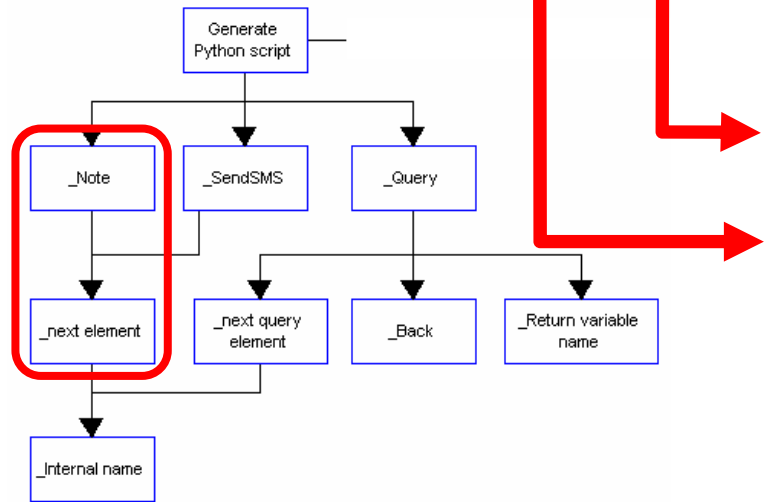 Generate
Python script
_Note
_SendSMS
_Query
_next element
_next query
element
_Back
_Return variable
name
_Internal name